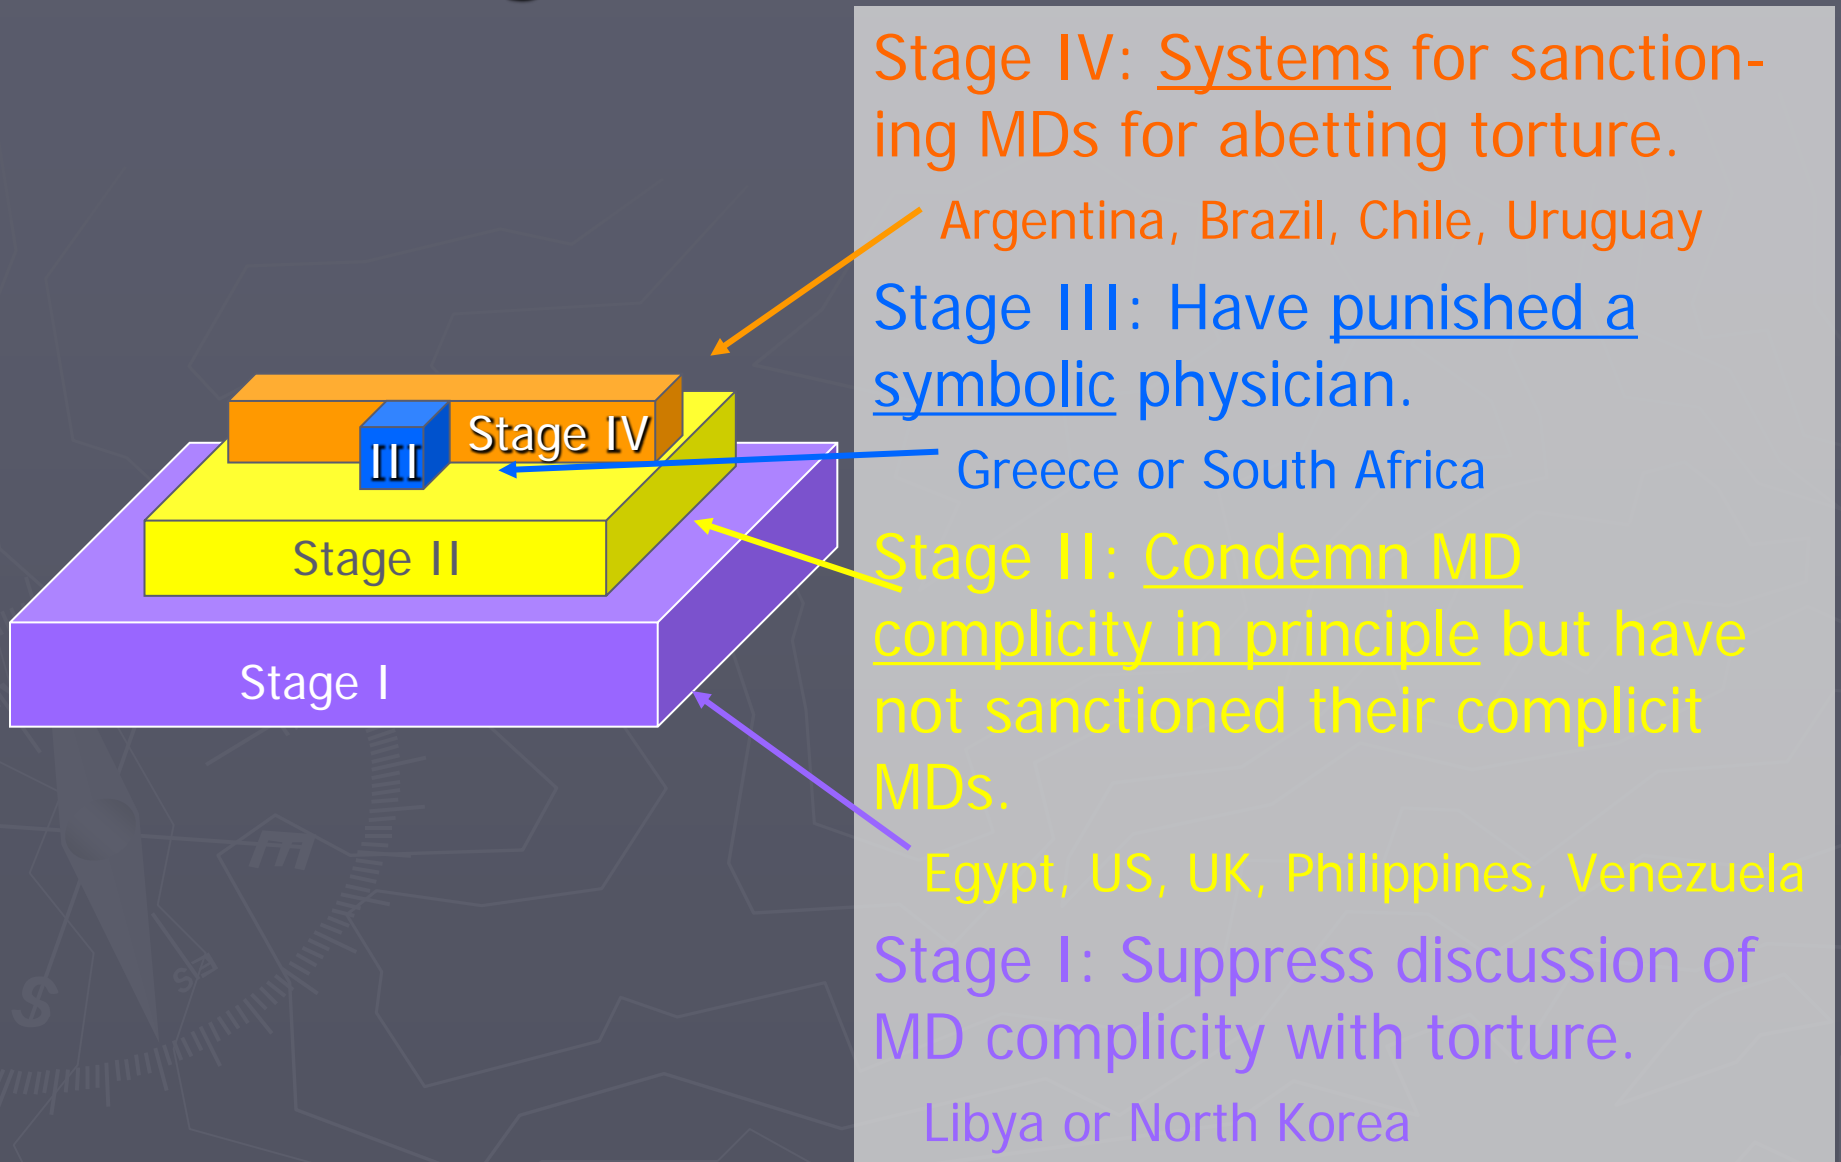 Stage IV: Systems for sanction-
ing MDs for abetting torture.
Argentina, Brazil, Chile, Uruguay
Stage III: Have punished a
symbolic physician.
Greece or South Africa
Stage II: Condemn MD
complicity in principle but have
not sanctioned their complicit
MDs.
Egypt, US, UK, Philippines, Venezuela
Stage I: Suppress discussion of
MD complicity with torture.
Libya or North Korea
Stage IV
III
Stage II
Stage I
E
S